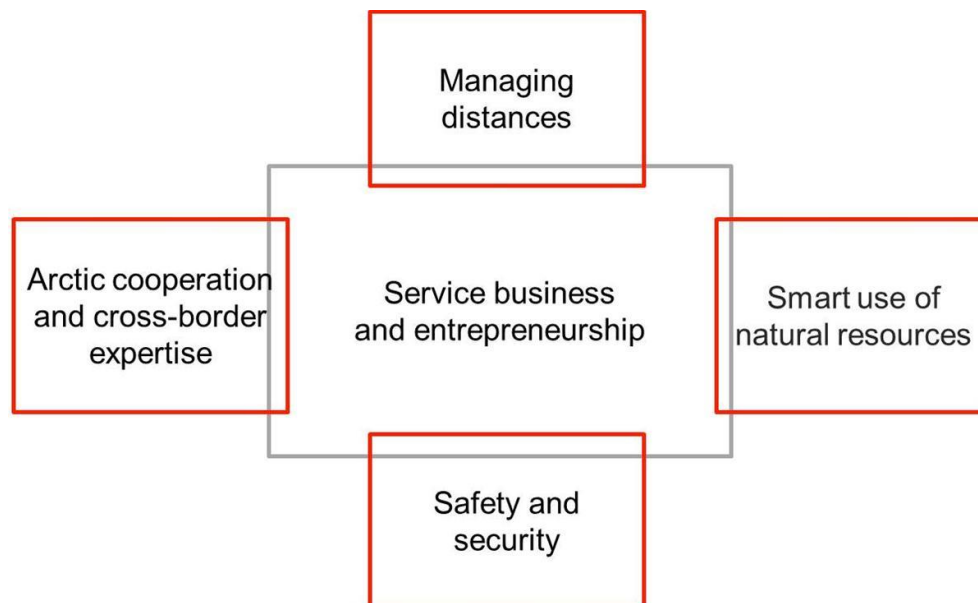 Managing
distances
Arctic cooperation
and cross-border
expertise
Service business
and entrepreneurship
Smart use of
natural resources
Safety and
security